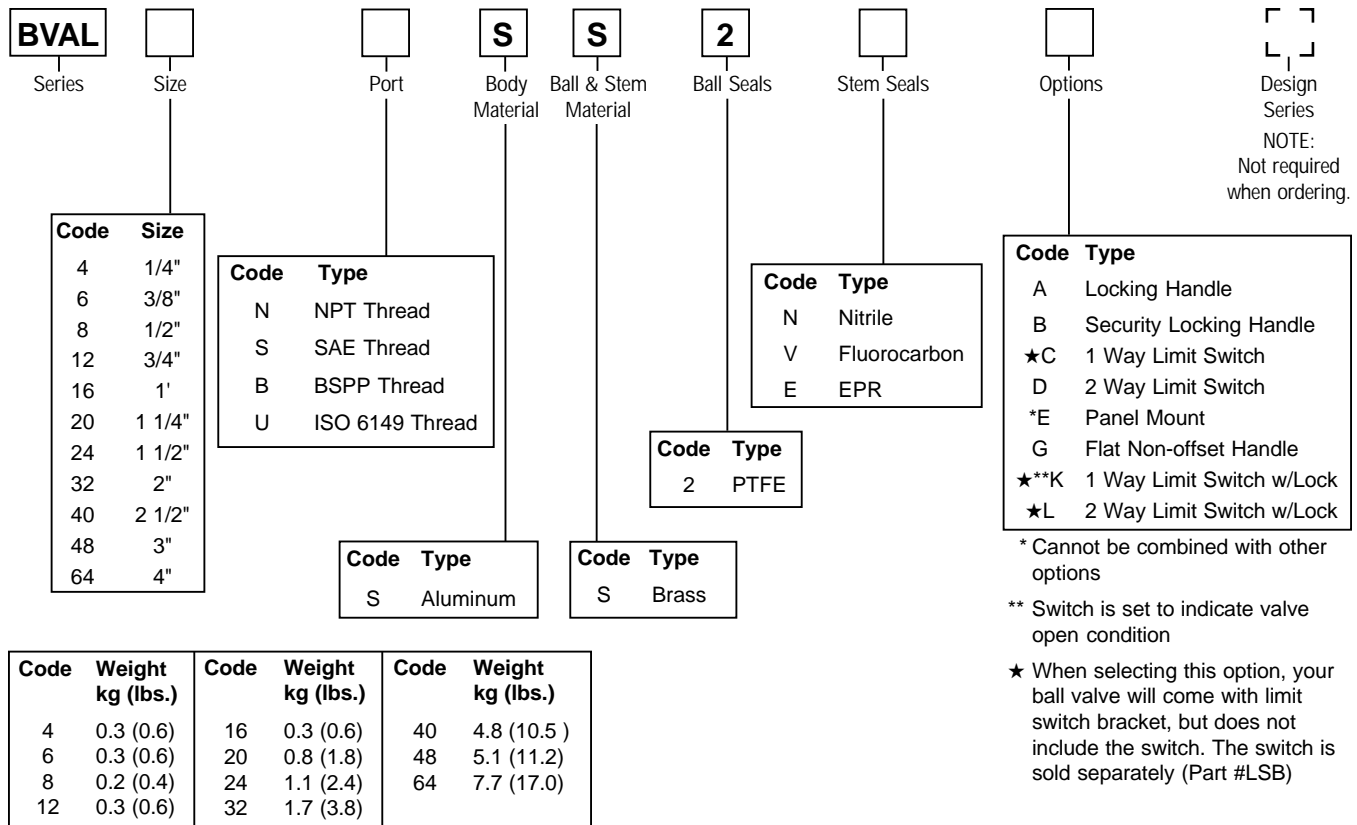 BVAL S S 2
Series Size Port Body Material Ball & Stem Material Ball Seals Stem Seals Options Design Series
NOTE:
Not required
when ordering.
Code Size
4 1/4"
6 3/8"
8 1/2"
12 3/4"
16 1'
20 1 1/4"
24 1 1/2"
32 2"
40 2 1/2"
48 3"
64 4"
Code Type
N NPT Thread
S SAE Thread
B BSPP Thread
U ISO 6149 Thread
Code Type
S Aluminum
Code Type
S Brass
Code Type
2 PTFE
Code Type
N Nitrile
V Fluorocarbon
E EPR
Code Type
A Locking Handle
B Security Locking Handle
★C 1 Way Limit Switch
D 2 Way Limit Switch
*E Panel Mount
G Flat Non-offset Handle
★**K 1 Way Limit Switch w/Lock
★L 2 Way Limit Switch w/Lock
* Cannot be combined with other
options
** Switch is set to indicate valve
open condition
★ When selecting this option, your
ball valve will come with limit
switch bracket, but does not
include the switch. The switch is
sold separately (Part #LSB)
Code Weight kg (lbs.)
4 0.3 (0.6)
6 0.3 (0.6)
8 0.2 (0.4)
12 0.3 (0.6)
Code Weight kg (lbs.)
16 0.3 (0.6)
20 0.8 (1.8)
24 1.1 (2.4)
32 1.7 (3.8)
Code Weight kg (lbs.)
40 4.8 (10.5 )
48 5.1 (11.2)
64 7.7 (17.0)